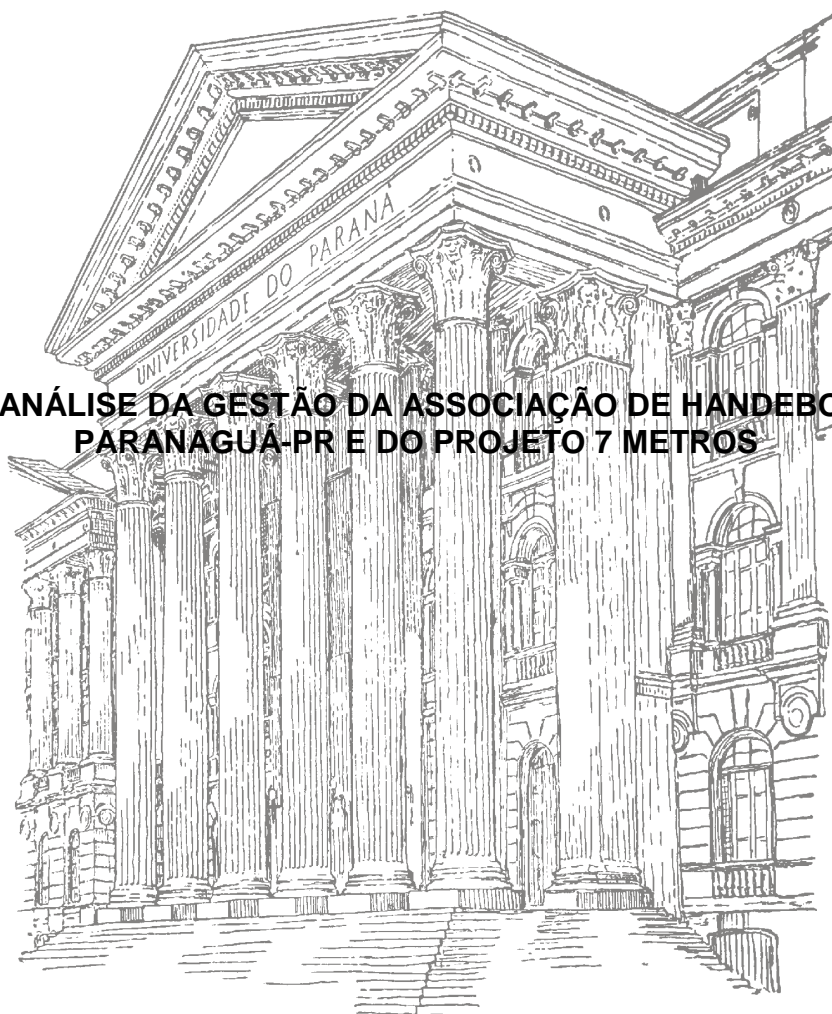 UNIVERSIDADE DO PARANÁ
ANÁLISE DA GESTÃO DA ASSOCIAÇÃO DE HANDEBO
PARANAGUÁ-PR E DO PROJETO 7 METROS